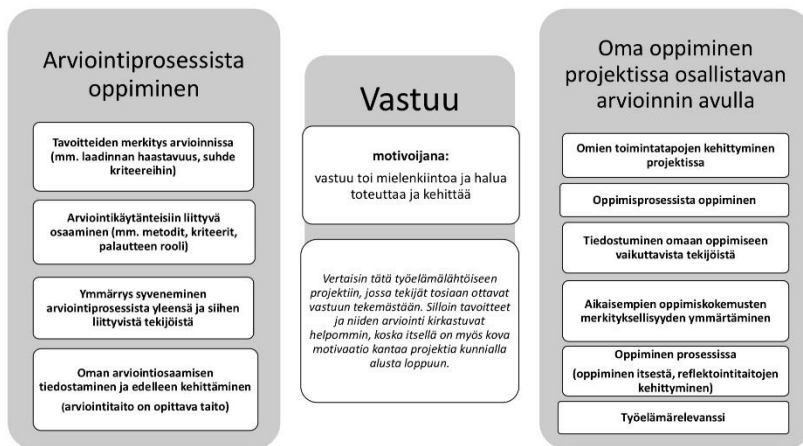 Arviointiprosessista
oppiminen
Tavoitteiden merkitys arvioinnissa
(mm. laadinnan haastavuus, suhde
kriteereihin)
Arviointikäytänteisiin liittyvä
osaaminen (mm. metodit, kriteerit,
palautteen rooli)
Ymmärrys syveneminen
arviointiprosessista yleensä ja siihen
liittyvistä tekijöistä
Oman arviointiosaamisen
tiedostaminen ja edelleen kehittäminen
(arviointitaito on opittava taito)
Vastuu
motivoijana:
vastuu toi mielenkiintoa ja halua
toteuttaa ja kehittää
Vertaisin tätä työelämälähtöiseen
projektiin, jossa tekijät tosiaan ottavat
vastuun tekemästään. Silloin tavoitteet
ja niiden arviointi kirkastuvat
helpommin, koska itsellä on myös kova
motivaatio kantaa projektia kunnialla
alusta loppuun.
Oma oppiminen
projektissa osallistavan
arvioinnin avulla
Omien toimintatapojen kehittyminen
projektissa
Oppimisprosessista oppiminen
Tiedostuminen omaan oppimiseen
vaikuttavista tekijöistä
Aikaisempien oppimiskokemusten
merkityksellisyyden ymmärtäminen
Oppiminen prosessissa
(oppiminen itsestä, reflektointitaitojen
kehittyminen)
Työelämärelevanssi